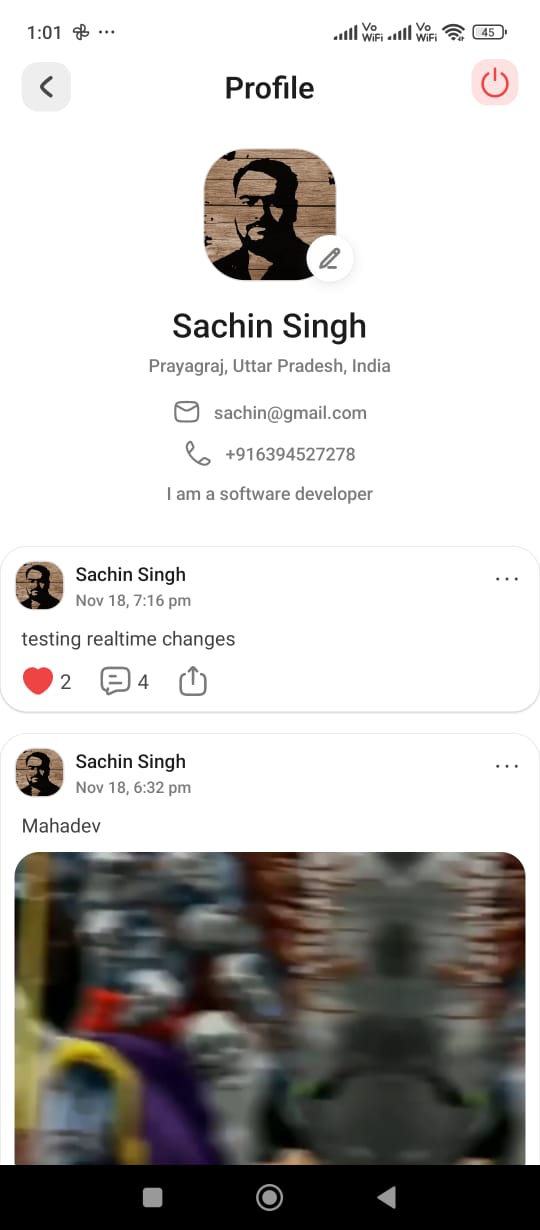 1:01
Vo WiFi
Vo WiFi
45
Profile
Sachin Singh
Prayagraj, Uttar Pradesh, India
sachin@gmail.com
+916394527278
I am a software developer
Sachin Singh
Nov 18, 7:16 pm
testing realtime changes
2
4
Sachin Singh
Nov 18, 6:32 pm
Mahadev